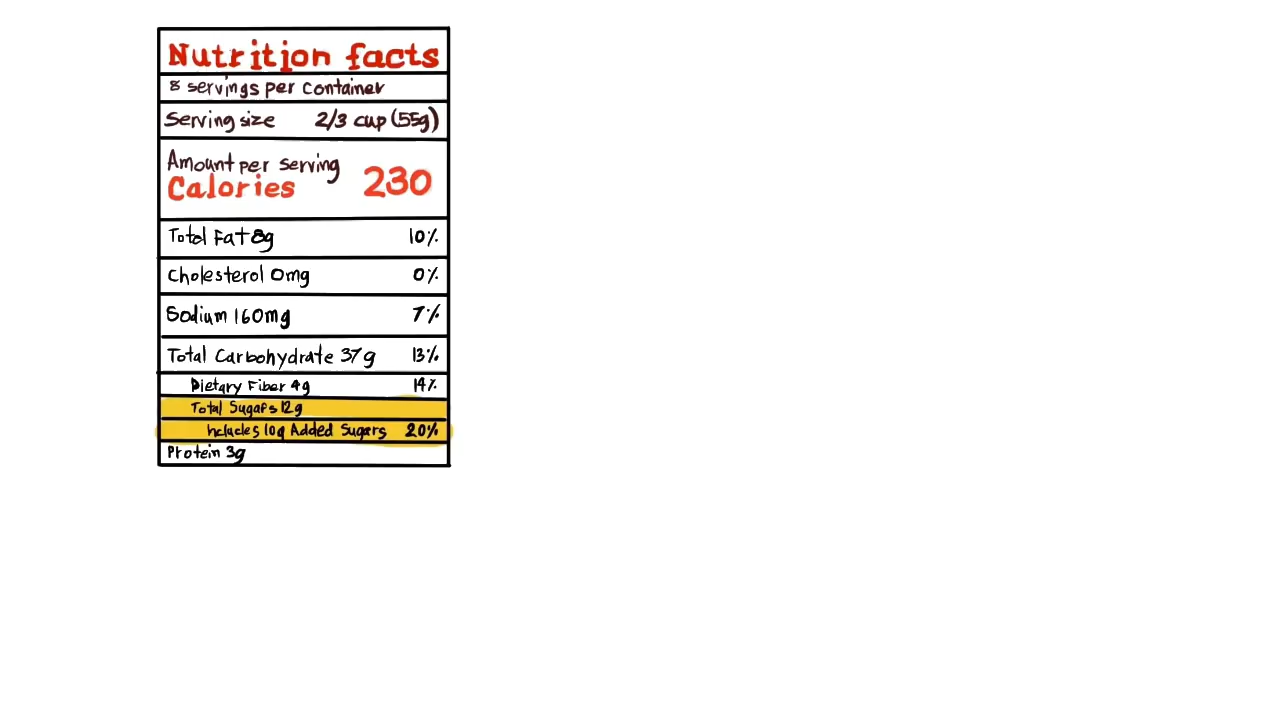 Nutrition facts
8 servings per container
Serving size 2/3 cup (55g)
Amount per serving
Calories 230
Total Fat 8g 10%
Cholesterol 0mg 0%
Sodium 160mg 7%
Total Carbohydrate 37g 13%
Dietary Fiber 4g 14%
Total Sugars 12g
Includes 10g Added Sugars 20%
Protein 3g